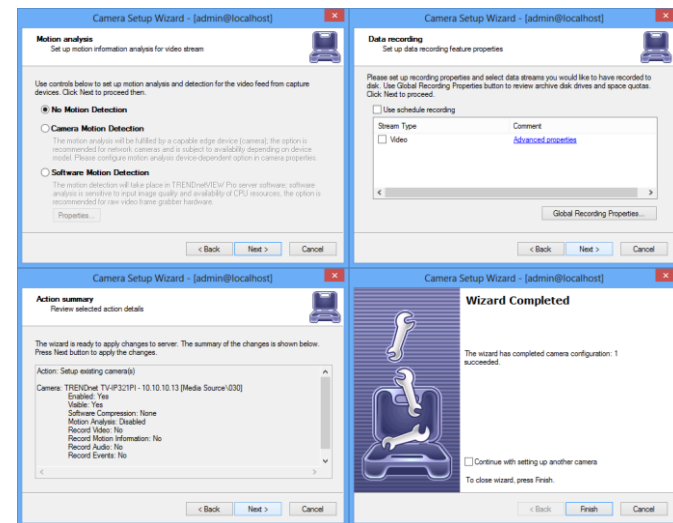 Camera Setup Wizard - [admin@localhost]
Motion analysis
Set up motion information analysis for video stream
Use controls below to set up motion analysis and detection for the video feed from capture
devices. Click Next to proceed then.
No Motion Detection
Camera Motion Detection
The motion analysis will be fulfilled by a capable edge device (camera); the option is
recommended for network cameras and is subject to availability depending on device
model. Please configure motion analysis device-dependent option in camera properties.
Software Motion Detection
The motion detection will take place in TRENDnetVIEW Pro server software; software
analysis is sensitive to input image quality and availability of CPU resources; the option is
recommended for raw video frame grabber hardware.
Properties...
< Back
Next >
Cancel
Camera Setup Wizard - [admin@localhost]
Data recording
Set up data recording feature properties
Please set up recording properties and select data streams you would like to have recorded to
disk. Use Global Recording Properties button to review archive disk drives and space quotas.
Click Next to proceed.
Use schedule recording
Stream Type
Comment
Video
Advanced properties
Global Recording Properties...
< Back
Next >
Cancel
Camera Setup Wizard - [admin@localhost]
Action summary
Review selected action details
The wizard is ready to apply changes to server. The summary of the changes is shown below.
Press Next button to apply the changes.
Action: Setup existing camera(s)
Camera: TRENDnet TV-IP321PI - 10.10.10.13 [Media Source\030]
Enabled: Yes
Visible: Yes
Software Compression: None
Motion Analysis: Disabled
Record Video: No
Record Motion Information: No
Record Audio: No
Record Events: No
< Back
Next >
Cancel
Camera Setup Wizard - [admin@localhost]
Wizard Completed
The wizard has completed camera configuration: 1
succeeded.
Continue with setting up another camera
To close wizard, press Finish.
< Back
Finish
Cancel